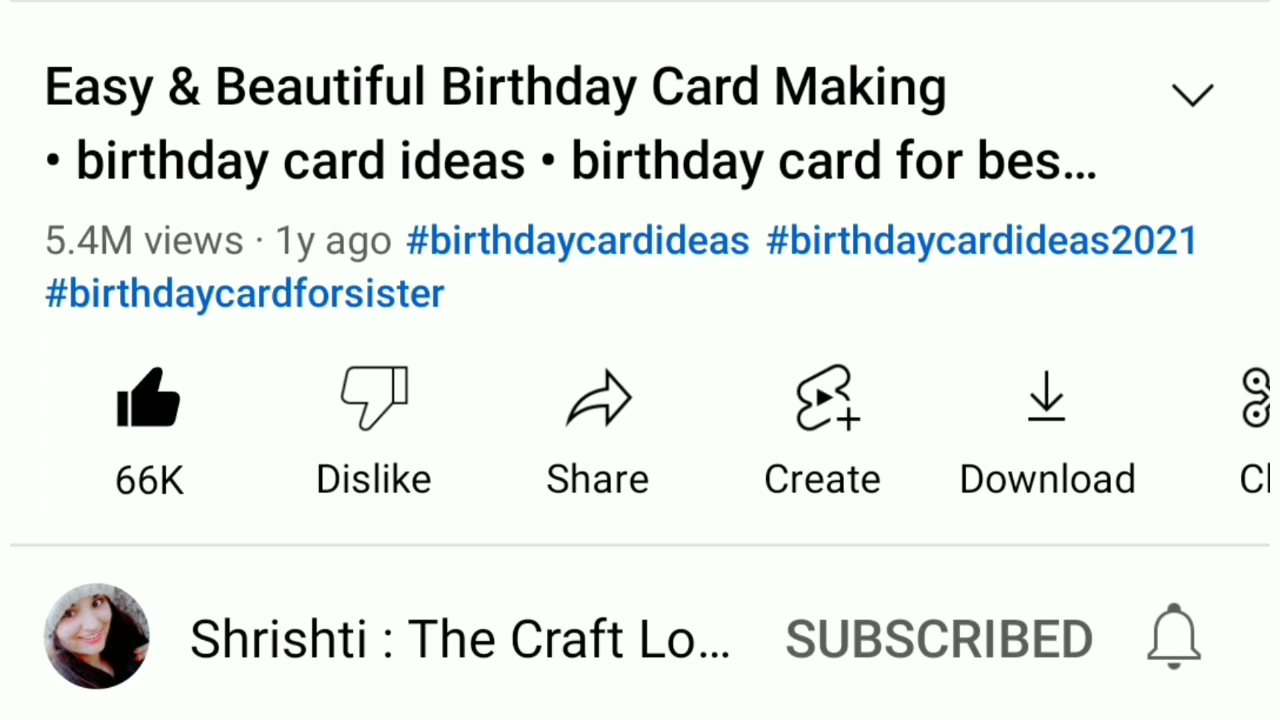 Easy & Beautiful Birthday Card Making
• birthday card ideas • birthday card for bes...
5.4M views · 1y ago #birthdaycardideas #birthdaycardideas2021
#birthdaycardforsister
66K Dislike Share Create Download Cl
Shrishti : The Craft Lo... SUBSCRIBED